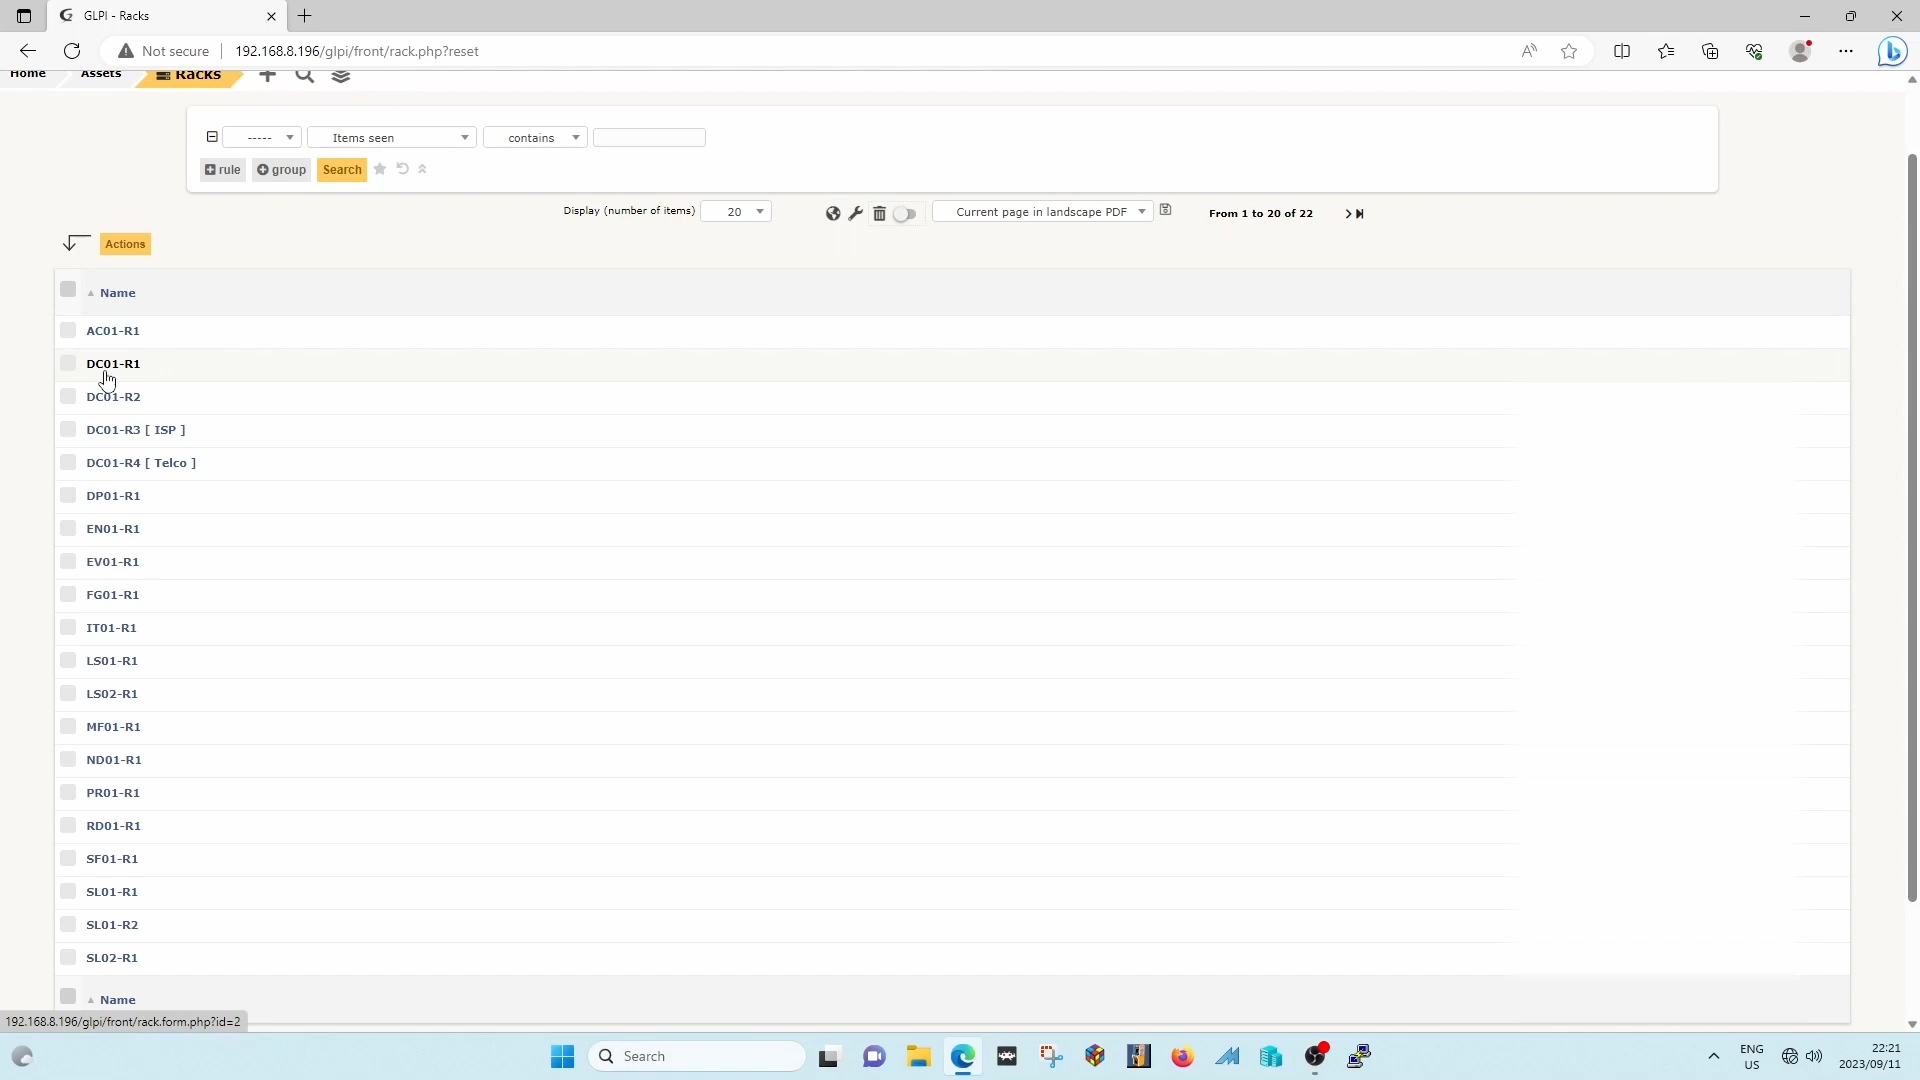 GLPI - Racks
Not secure 192.168.8.196/glpi/front/rack.php?reset
Home Assets Racks
----- Items seen contains
rule group Search
Display (number of items) 20 Current page in landscape PDF From 1 to 20 of 22
Actions
Name
AC01-R1
DC01-R1
DC01-R2
DC01-R3 [ ISP ]
DC01-R4 [ Telco ]
DP01-R1
EN01-R1
EV01-R1
FG01-R1
IT01-R1
LS01-R1
LS02-R1
MF01-R1
ND01-R1
PR01-R1
RD01-R1
SF01-R1
SL01-R1
SL01-R2
SL02-R1
Name
192.168.8.196/glpi/front/rack.form.php?id=2
Search
ENG
US
22:21
2023/09/11